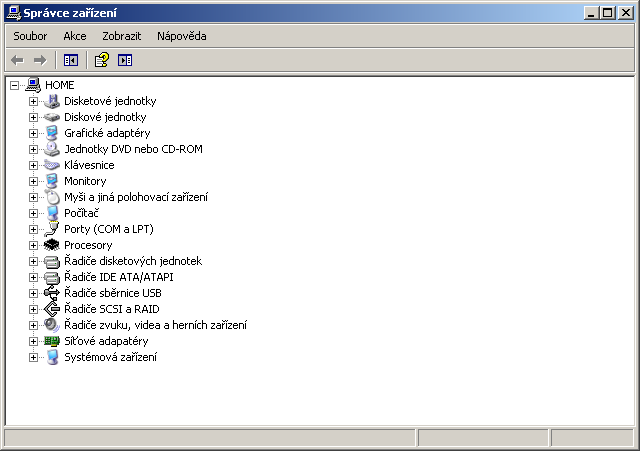 Správce zařízení
Soubor Akce Zobrazit Nápověda
HOME
Disketové jednotky
Diskové jednotky
Grafické adaptéry
Jednotky DVD nebo CD-ROM
Klávesnice
Monitory
Myši a jiná polohovací zařízení
Počítač
Porty (COM a LPT)
Procesory
Řadiče disketových jednotek
Řadiče IDE ATA/ATAPI
Řadiče sběrnice USB
Řadiče SCSI a RAID
Řadiče zvuku, videa a herních zařízení
Síťové adapatéry
Systémová zařízení